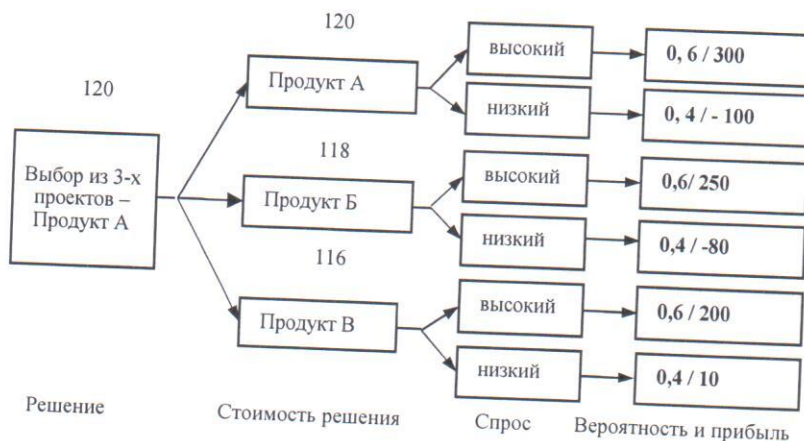 120
Выбор из 3-х
проектов –
Продукт А
120
Продукт А
118
Продукт Б
116
Продукт В
высокий
0, 6 / 300
низкий
0, 4 / - 100
высокий
0,6/ 250
низкий
0,4 / -80
высокий
0,6 / 200
низкий
0,4 / 10
Решение
Стоимость решения
Спрос
Вероятность и прибыль